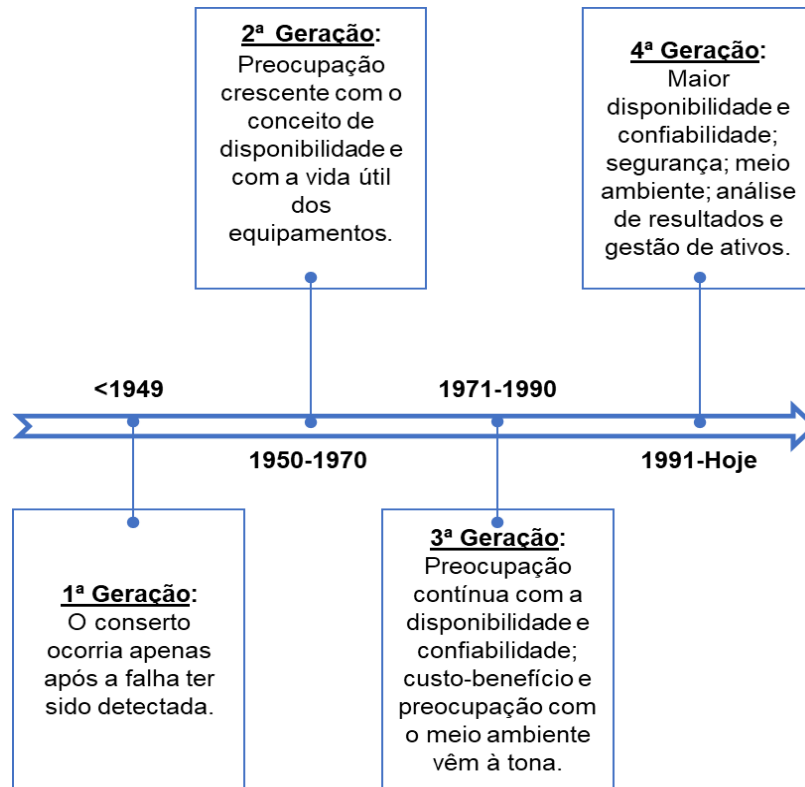 2ª Geração:
Preocupação
crescente com o
conceito de
disponibilidade e
com a vida útil
dos
equipamentos.
4ª Geração:
Maior
disponibilidade e
confiabilidade;
segurança; meio
ambiente; análise
de resultados e
gestão de ativos.
<1949
1971-1990
1950-1970
1991-Hoje
1ª Geração:
O conserto
ocorria apenas
após a falha ter
sido detectada.
3ª Geração:
Preocupação
contínua com a
disponibilidade e
confiabilidade;
custo-benefício e
preocupação com
o meio ambiente
vêm à tona.